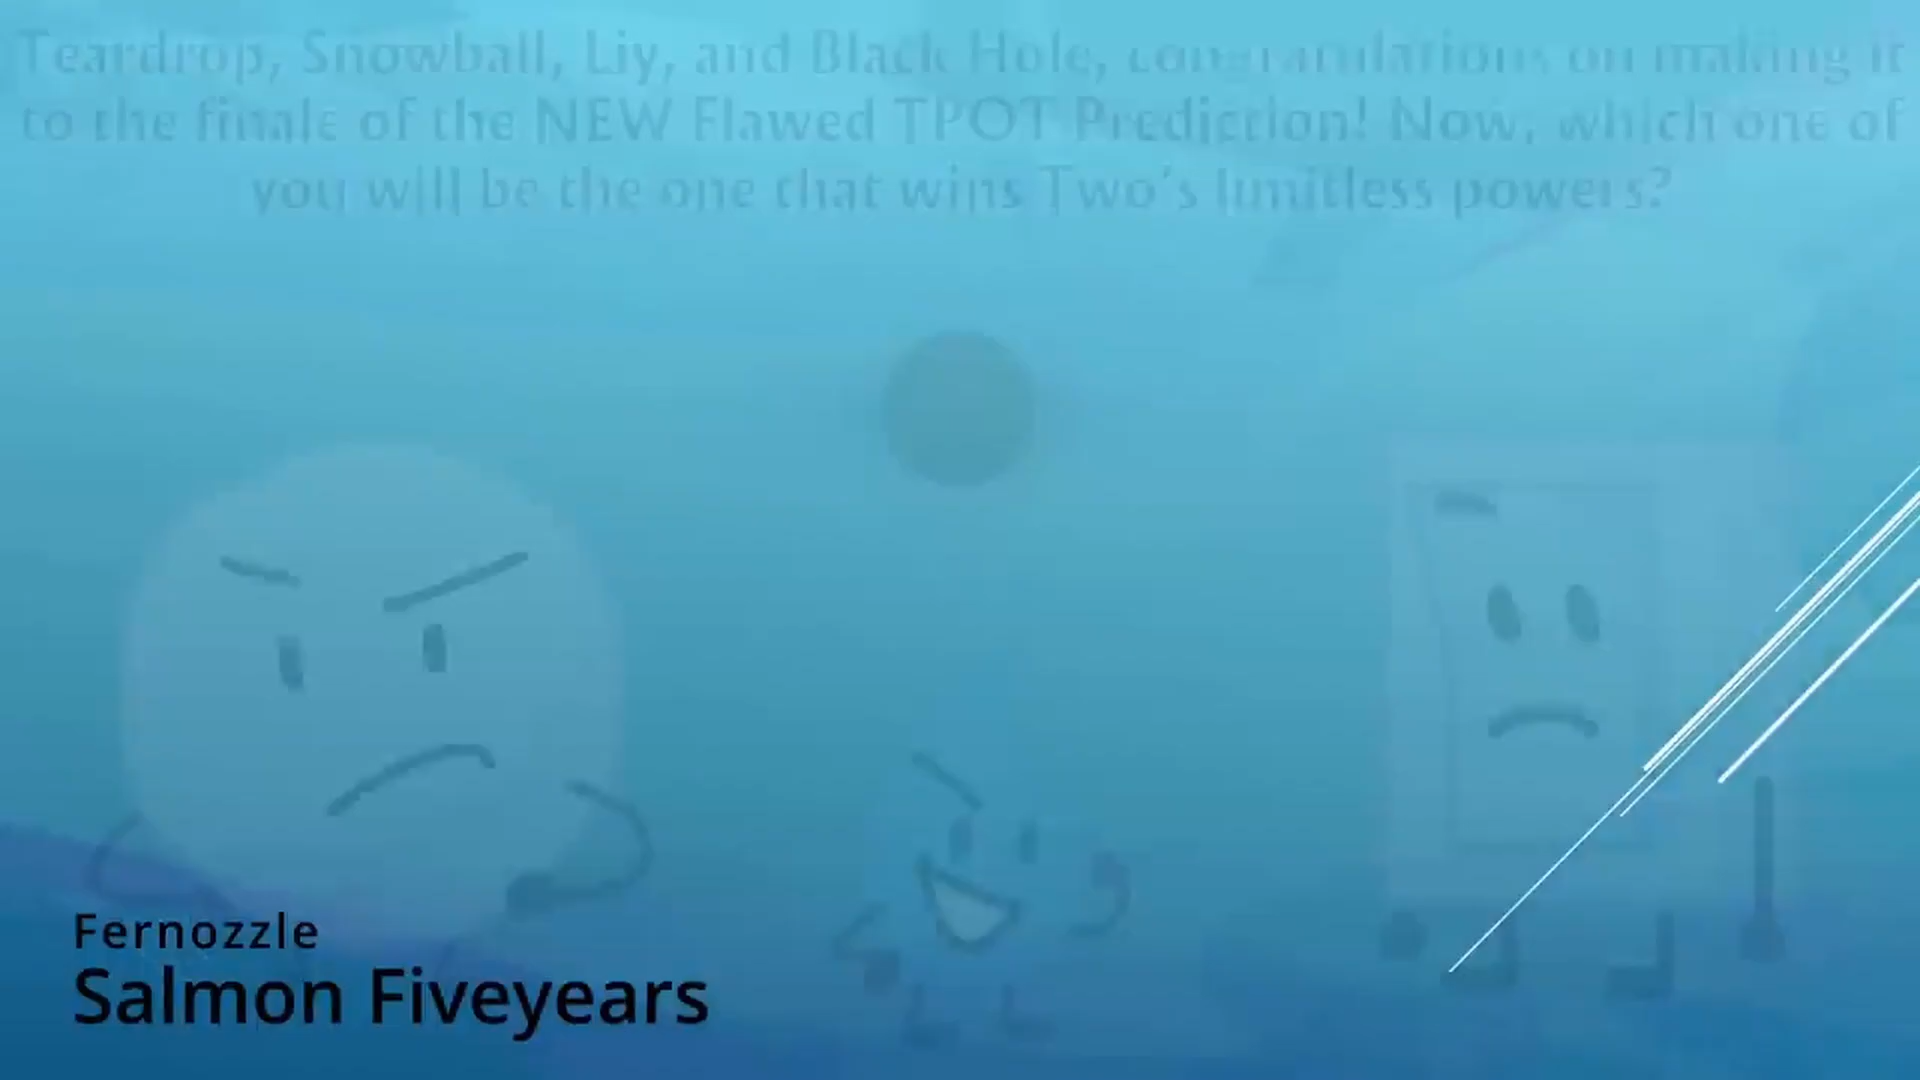 Teardrop, Snowball, Liy, and Black Hole, congratulations on making it
to the finale of the NEW Flawed TPOT Prediction! Now, which one of
you will be the one that wins Two's limitless powers?
Fernozzle
Salmon Fiveyears